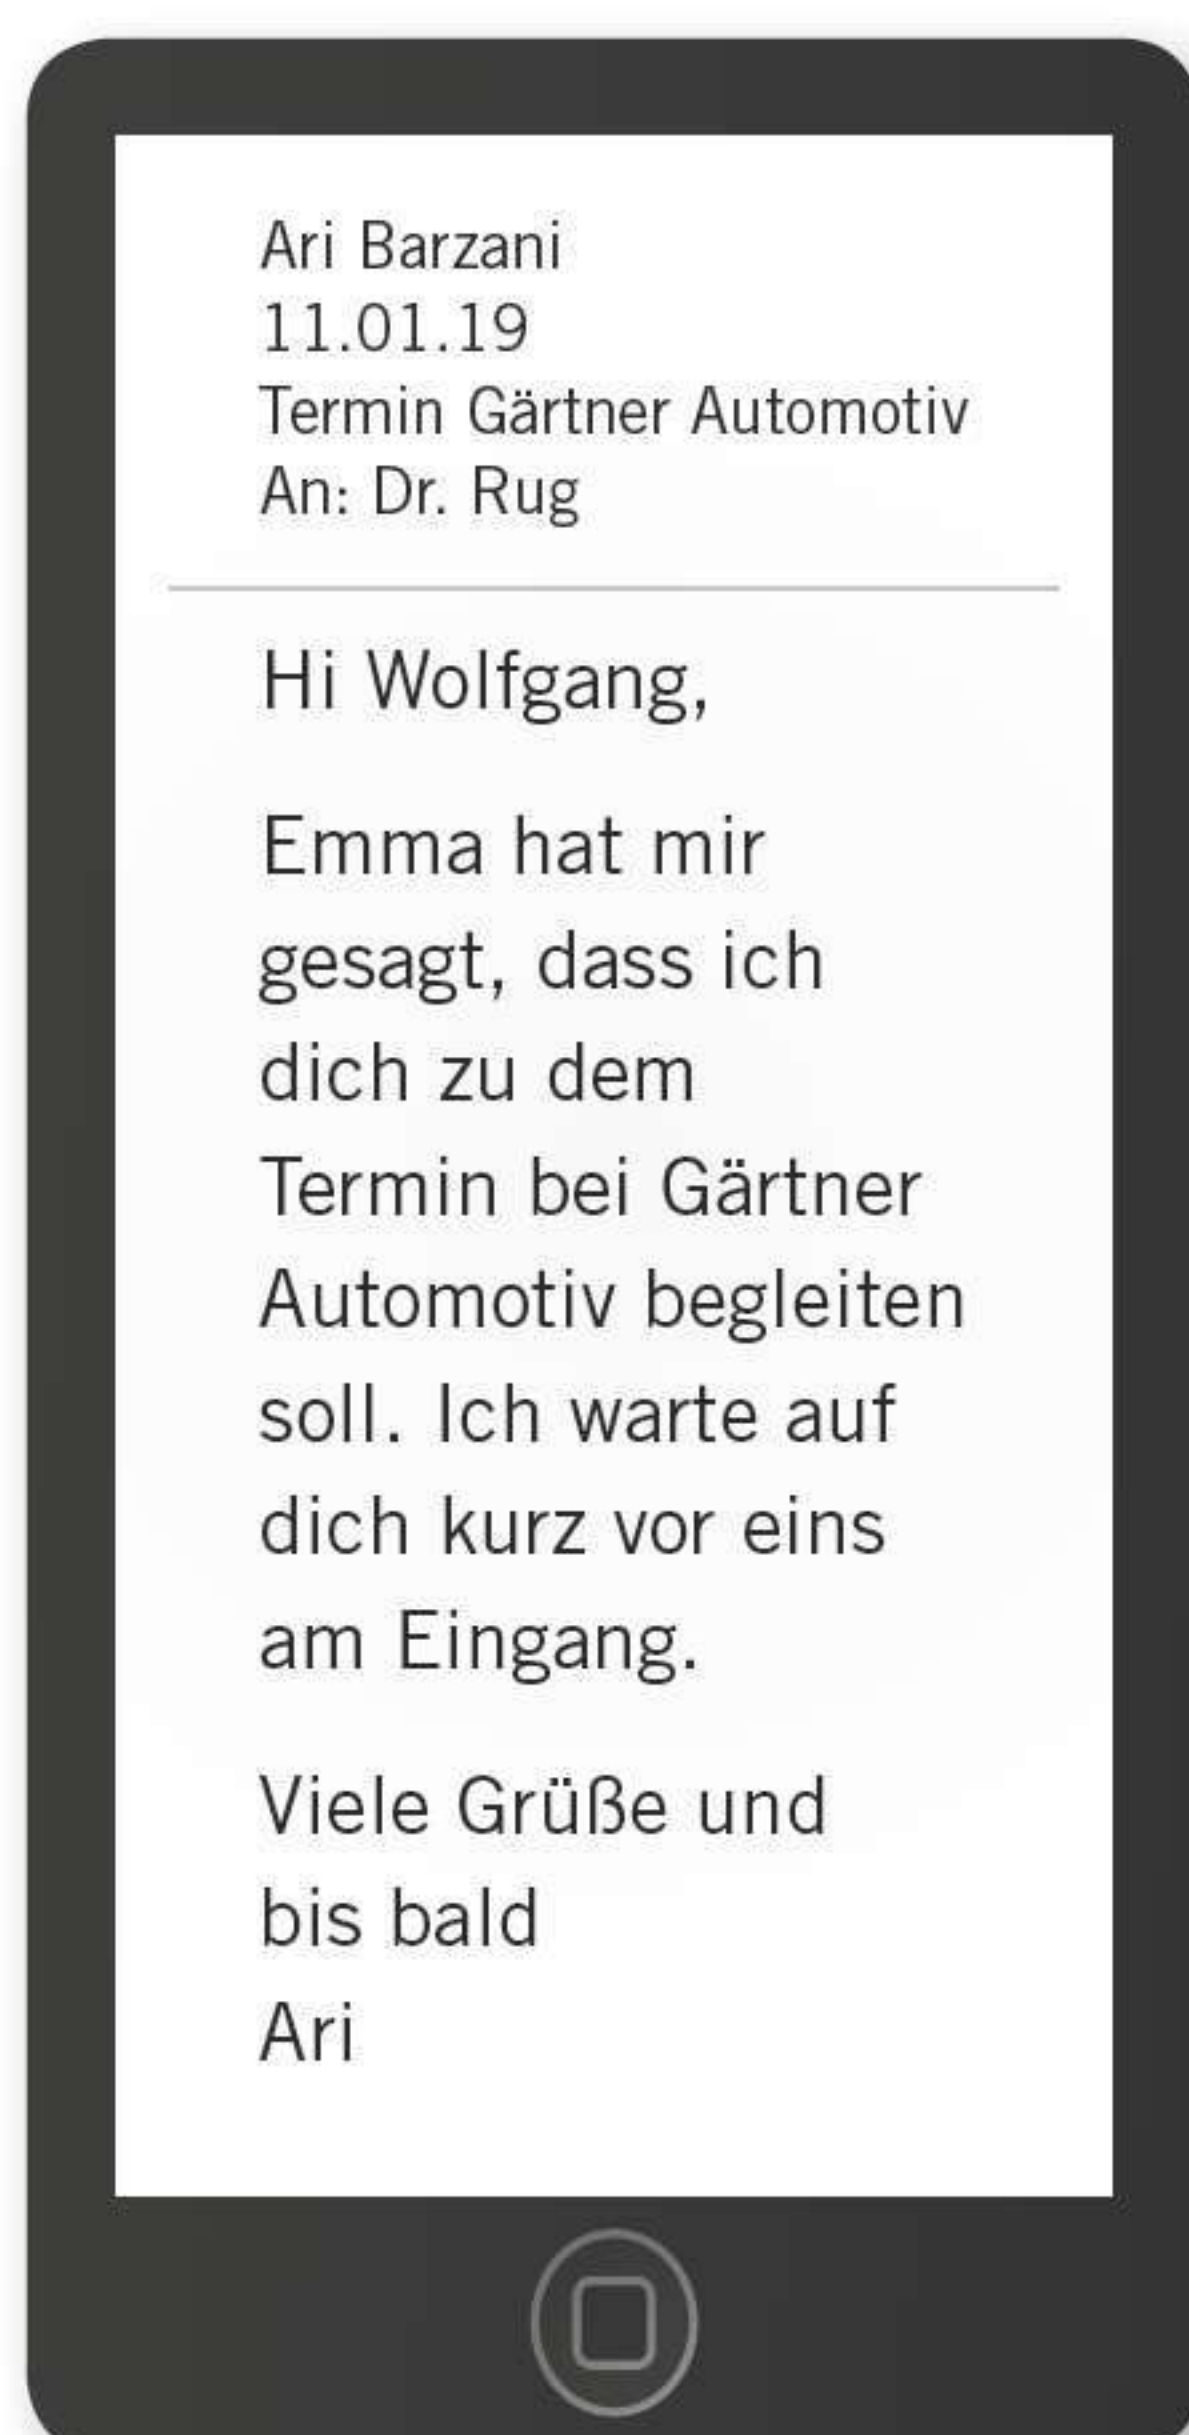 Ari Barzani
11.01.19
Termin Gärtner Automotiv
An: Dr. Rug
Hi Wolfgang,
Emma hat mir
gesagt, dass ich
dich zu dem
Termin bei Gärtner
Automotiv begleiten
soll. Ich warte auf
dich kurz vor eins
am Eingang.
Viele Grüße und
bis bald
Ari